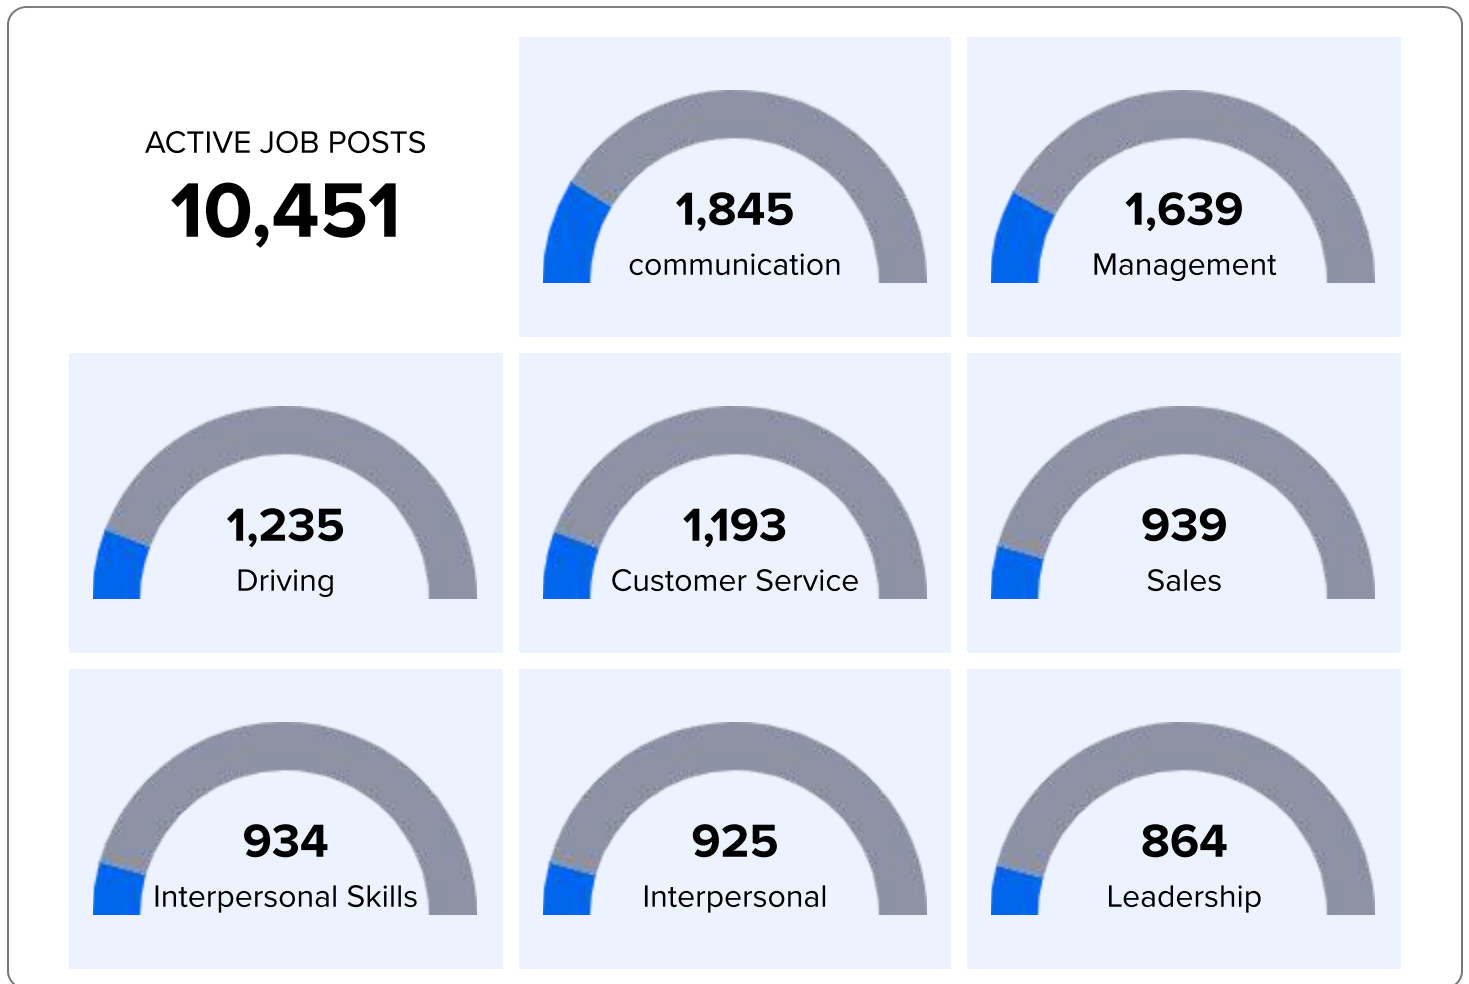 ACTIVE JOB POSTS
10,451
1,845
communication
1,639
Management
1,235
Driving
1,193
Customer Service
939
Sales
934
Interpersonal Skills
925
Interpersonal
864
Leadership